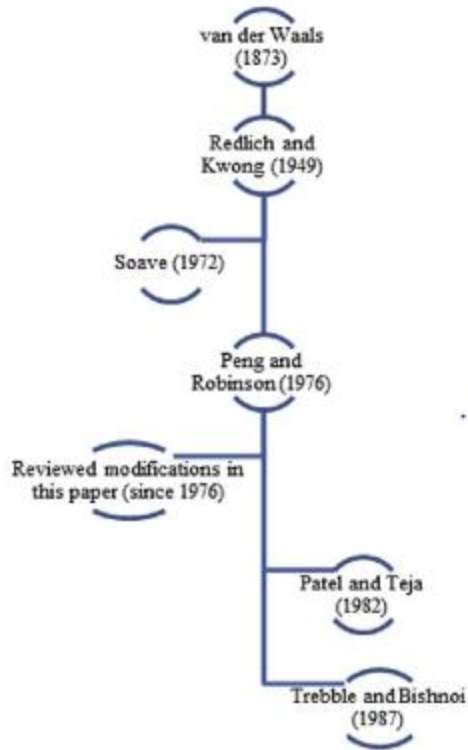 van der Waals
(1873)
Redlich and
Kwong (1949)
Soave (1972)
Peng and
Robinson (1976)
Reviewed modifications in
this paper (since 1976)
Patel and Teja
(1982)
Trebble and Bishnoi
(1987)